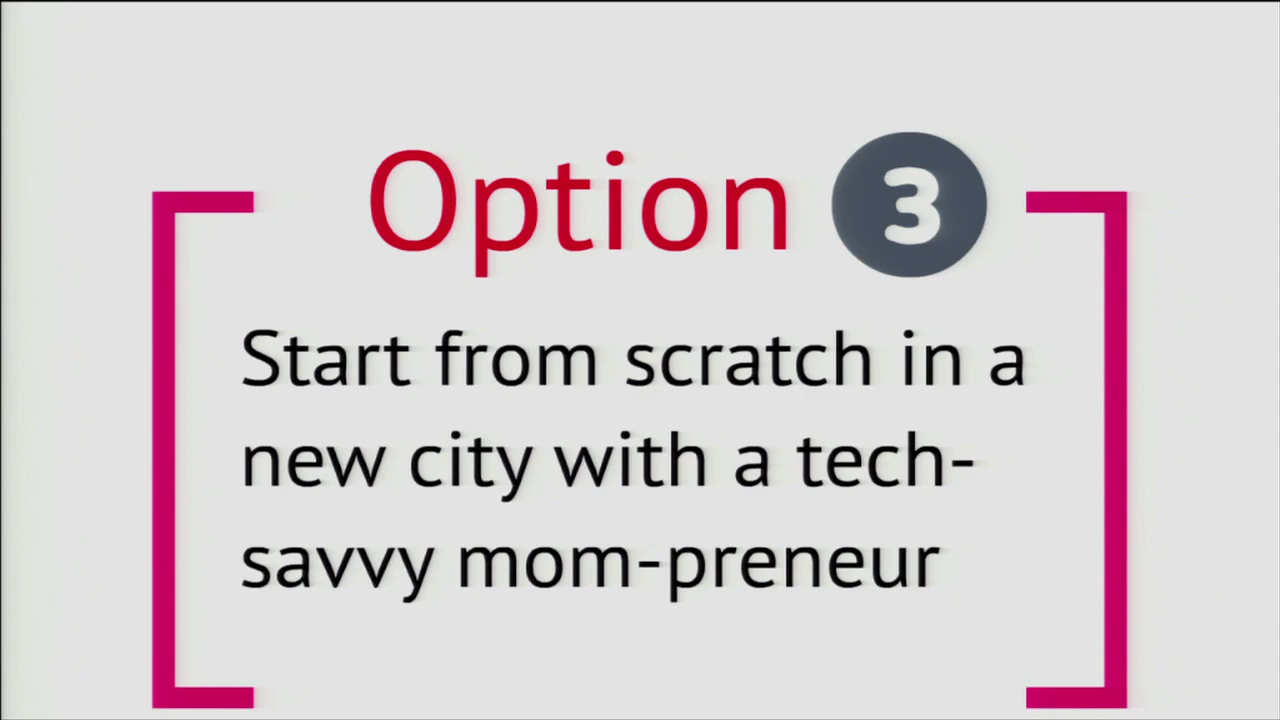 Option 3
Start from scratch in a
new city with a tech-
savvy mom-preneur